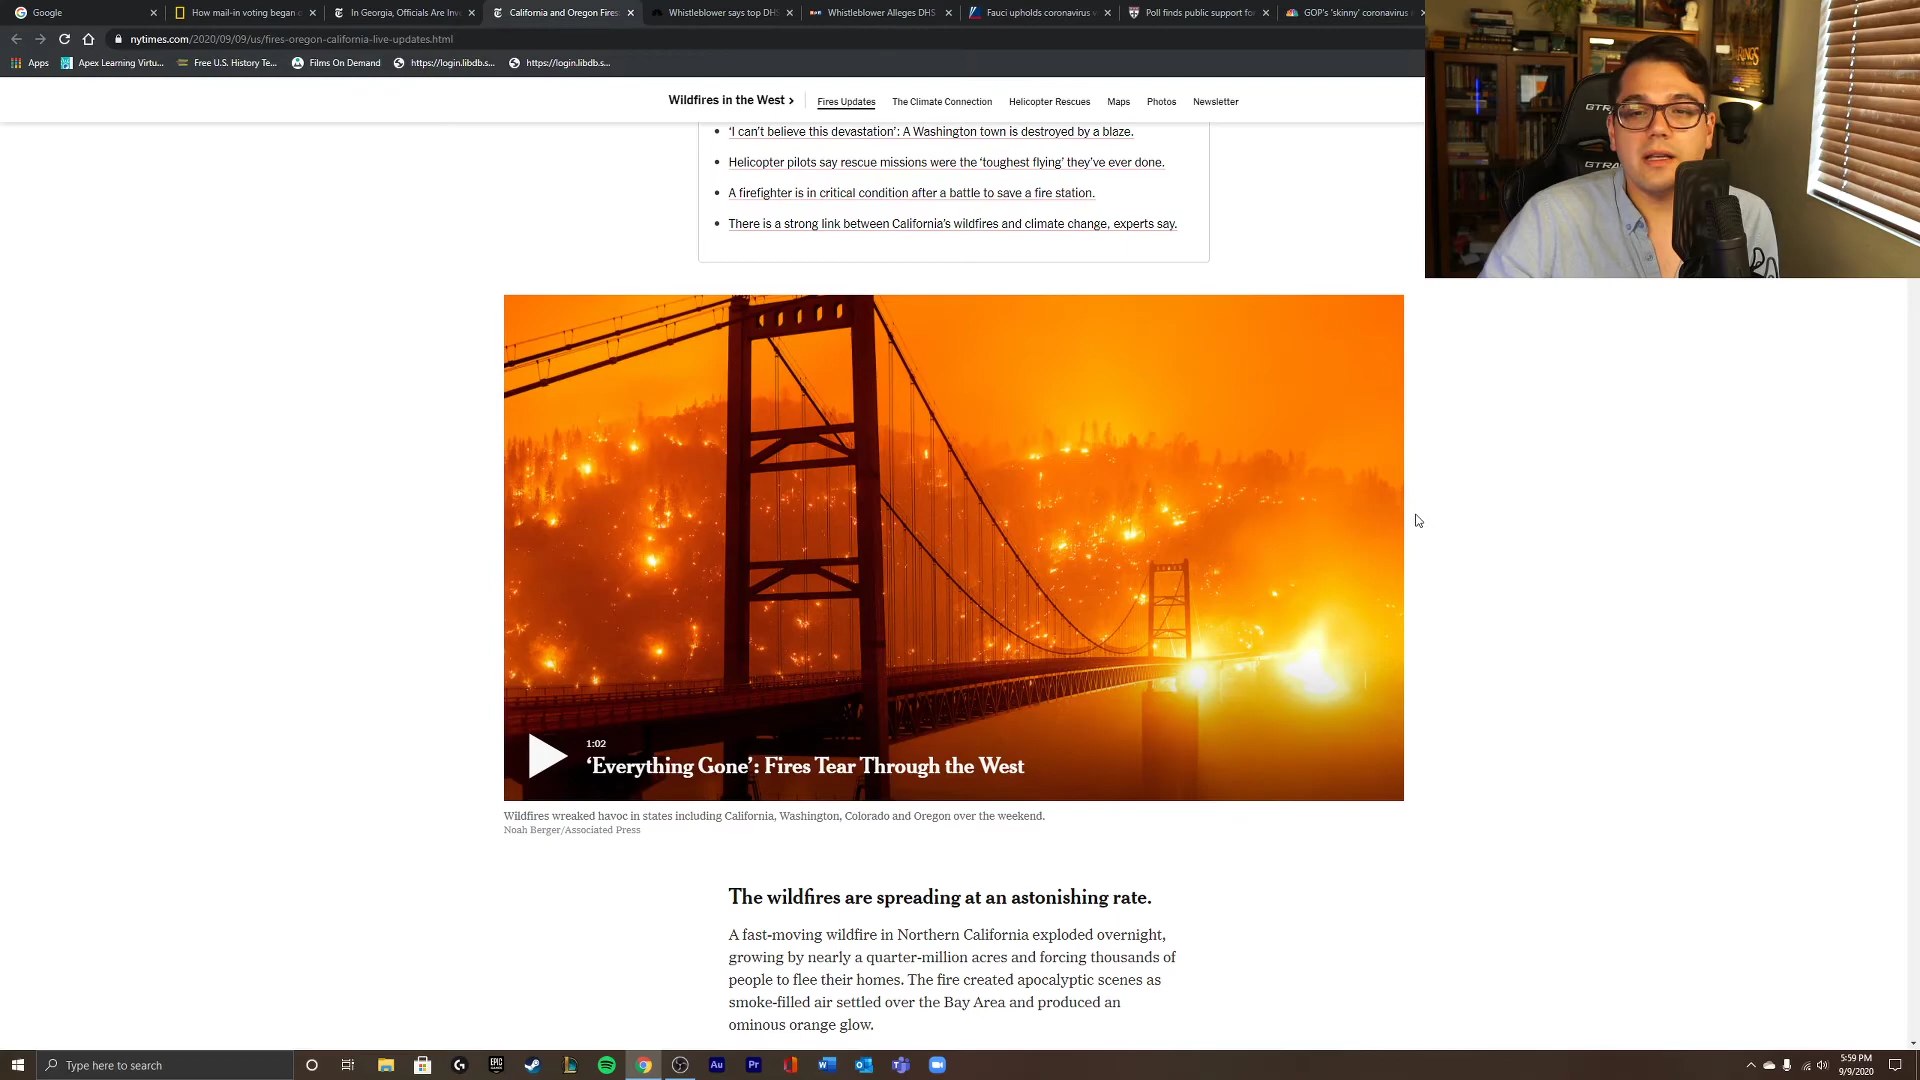 Google
How mail-in voting began
In Georgia, Officials Are Inve
California and Oregon Fires
Whistleblower says top DHS
Whistleblower Alleges DHS
Fauci upholds coronavirus v
Poll finds public support for
GOP's 'skinny' coronavirus
nytimes.com/2020/09/09/us/fires-oregon-california-live-updates.html
Apps
Apex Learning Virtu...
Free U.S. History Te...
Films On Demand
https://login.libdb.s...
https://login.libdb.s...
Wildfires in the West
Fires Updates
The Climate Connection
Helicopter Rescues
Maps
Photos
Newsletter
‘I can’t believe this devastation’: A Washington town is destroyed by a blaze.
Helicopter pilots say rescue missions were the ‘toughest flying’ they’ve ever done.
A firefighter is in critical condition after a battle to save a fire station.
There is a strong link between California’s wildfires and climate change, experts say.
1:02
‘Everything Gone’: Fires Tear Through the West
Wildfires wreaked havoc in states including California, Washington, Colorado and Oregon over the weekend.
Noah Berger/Associated Press
The wildfires are spreading at an astonishing rate.
A fast-moving wildfire in Northern California exploded overnight,
growing by nearly a quarter-million acres and forcing thousands of
people to flee their homes. The fire created apocalyptic scenes as
smoke-filled air settled over the Bay Area and produced an
ominous orange glow.
Type here to search
EPIC GAMES
Au
Pr
5:59 PM
9/9/2020